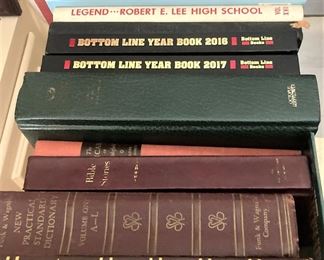 LEGEND...ROBERT E. LEE HIGH SCHOOL
BOTTOM LINE YEAR BOOK 2016 Bottom Line Books
BOTTOM LINE YEAR BOOK 2017 Bottom Line Books
Bible
Stories
Funk & Wagnalls
NEW
PRACTICAL
STANDARD
DICTIONARY
VOLUME ONE
A-L
Funk & Wagnalls
Company